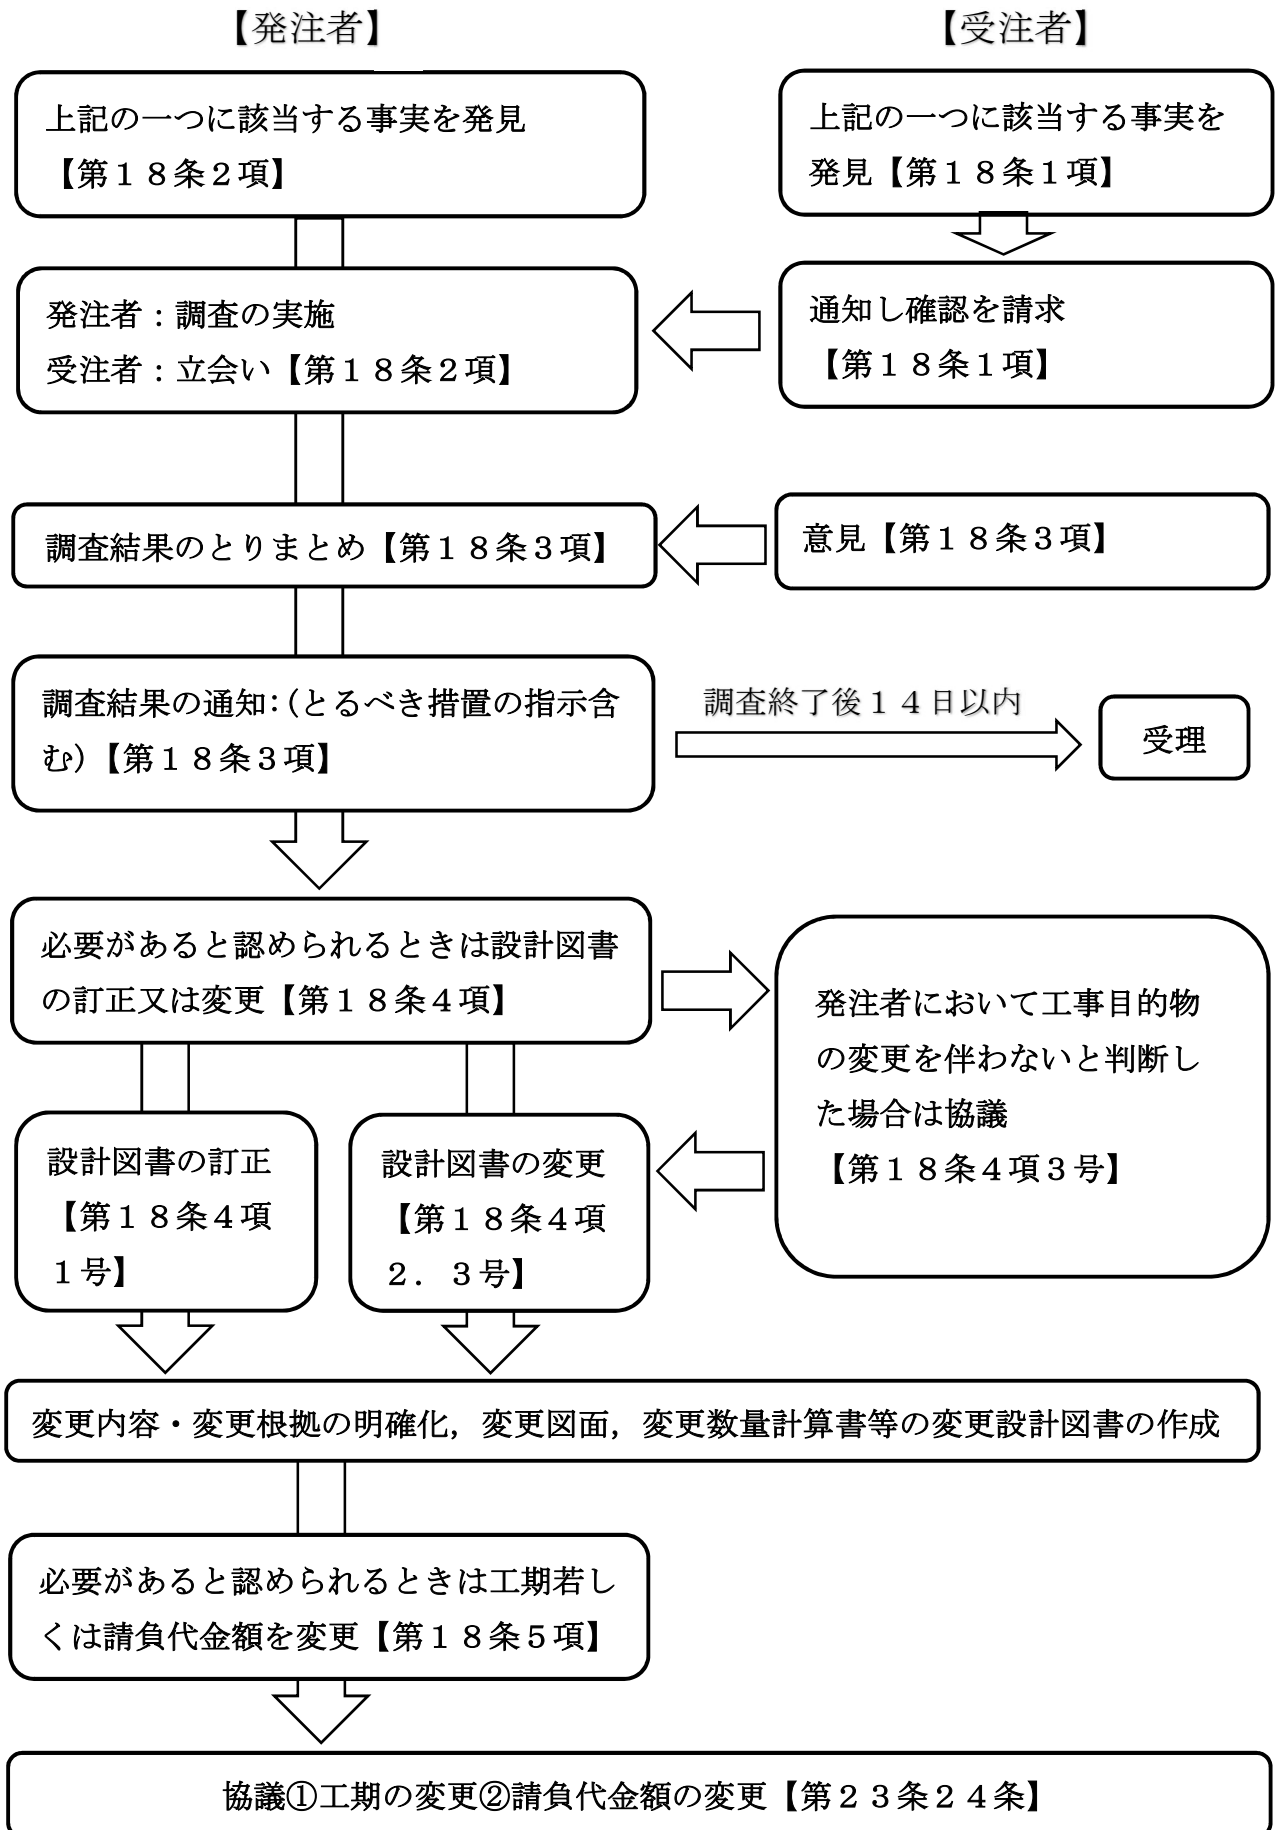 【発注者】
【受注者】
上記の一つに該当する事実を発見
【第１８条２項】
上記の一つに該当する事実を
発見【第１８条１項】
発注者：調査の実施
受注者：立会い【第１８条２項】
通知し確認を請求
【第１８条１項】
調査結果のとりまとめ【第１８条３項】
意見【第１８条３項】
調査結果の通知：（とるべき措置の指示含
む）【第１８条３項】
調査終了後１４日以内
受理
必要があると認められるときは設計図書
の訂正又は変更【第１８条４項】
発注者において工事目的物
の変更を伴わないと判断し
た場合は協議
【第１８条４項３号】
設計図書の訂正
【第１８条４項
１号】
設計図書の変更
【第１８条４項
２．３号】
変更内容・変更根拠の明確化，変更図面，変更数量計算書等の変更設計図書の作成
必要があると認められるときは工期若し
くは請負代金額を変更【第１８条５項】
協議①工期の変更②請負代金額の変更【第２３条２４条】